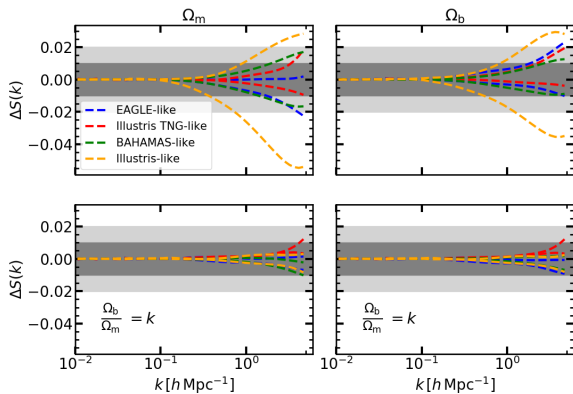 Ωm Ωb
ΔS(k)
0.02
0.00
−0.02
−0.04
EAGLE-like
Illustris TNG-like
BAHAMAS-like
Illustris-like
ΔS(k)
0.02
0.00
−0.02
−0.04
Ωb/Ωm = k
Ωb/Ωm = k
10⁻² 10⁻¹ 10⁰ 10⁻² 10⁻¹ 10⁰
k [h Mpc⁻¹] k [h Mpc⁻¹]